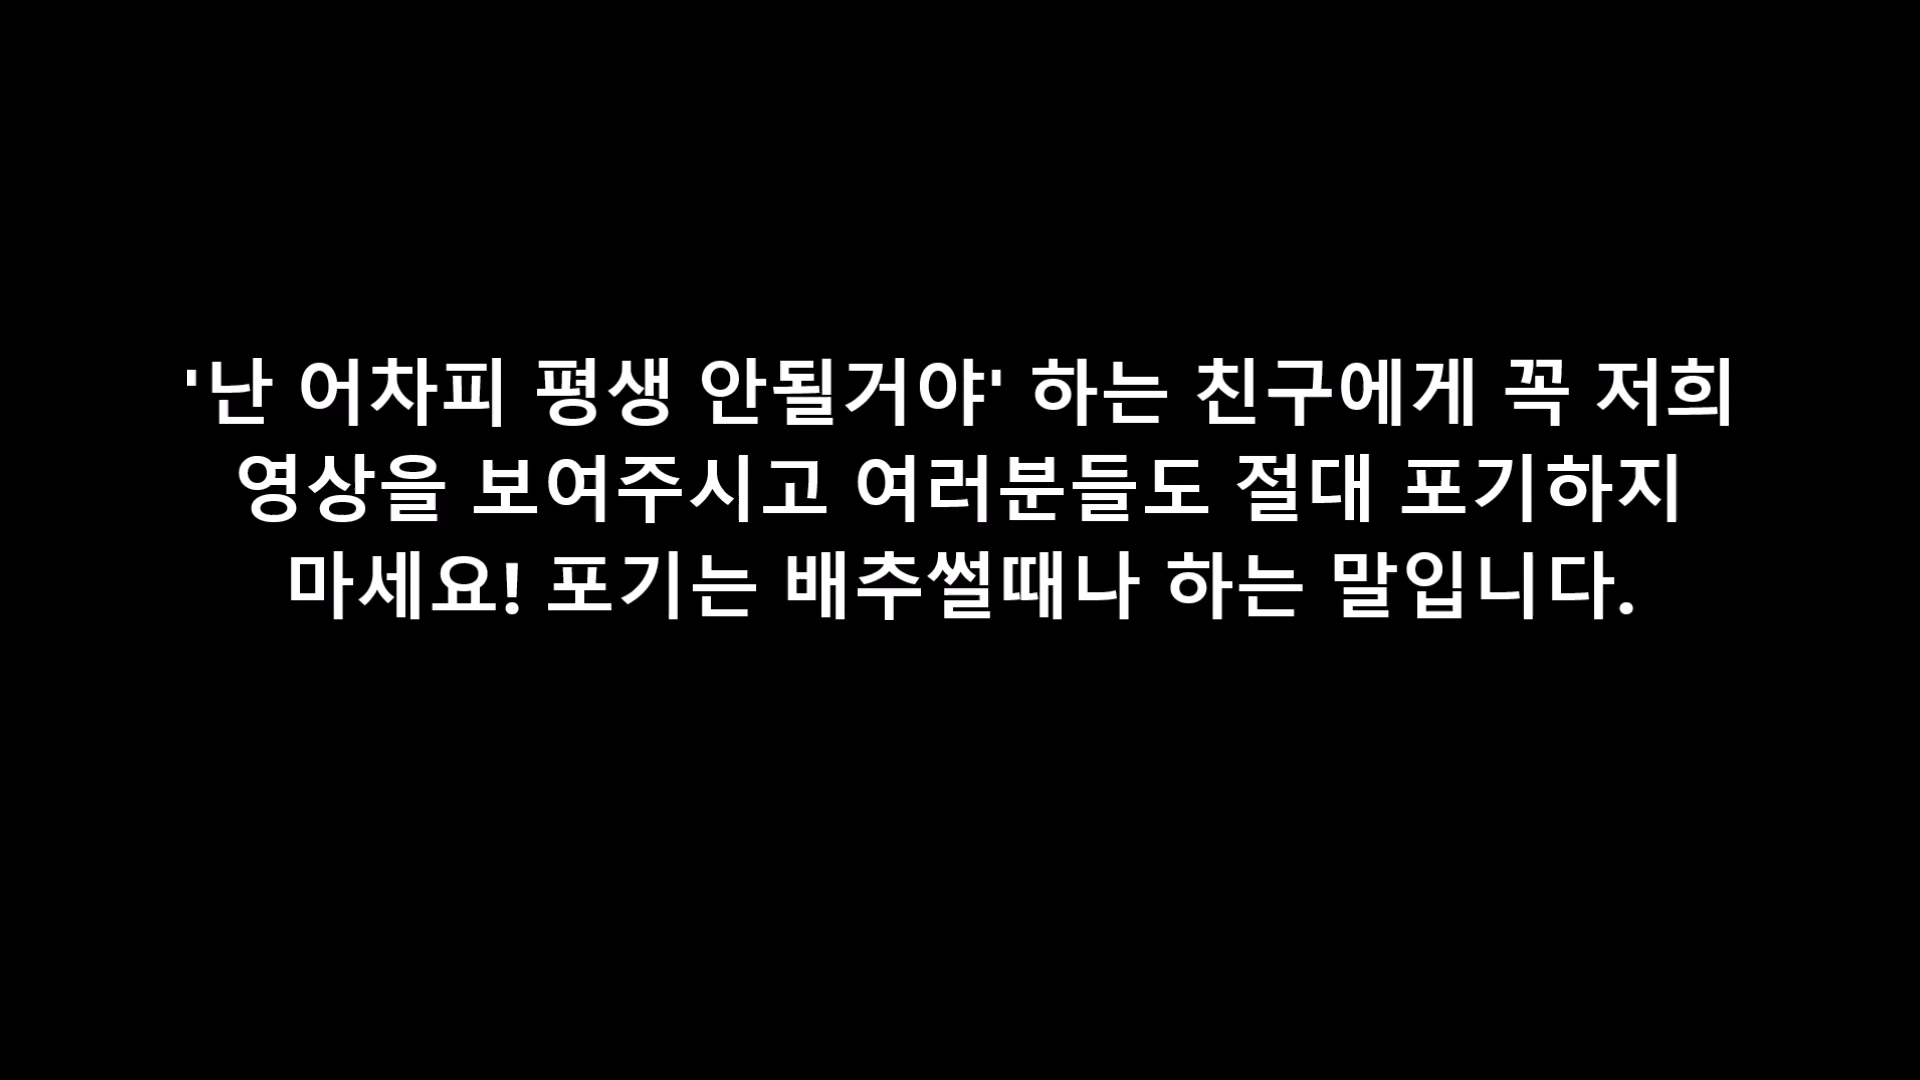 '난 어차피 평생 안될거야' 하는 친구에게 꼭 저희
영상을 보여주시고 여러분들도 절대 포기하지
마세요! 포기는 배추썰때나 하는 말입니다.